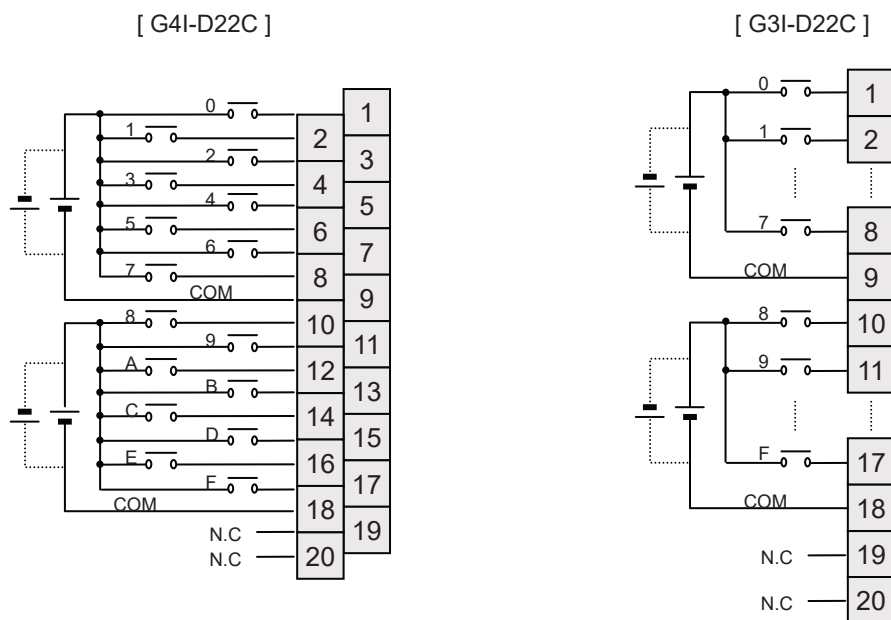 [ G4I-D22C ]
0 1
1 2
2 3
3 4
4 5
5 6
6 7
7 8
COM 9
8 10
9 11
A 12
B 13
C 14
D 15
E 16
F 17
COM 18
N.C 19
N.C 20
[ G3I-D22C ]
0 1
1 2
7 8
COM 9
8 10
9 11
F 17
COM 18
N.C 19
N.C 20